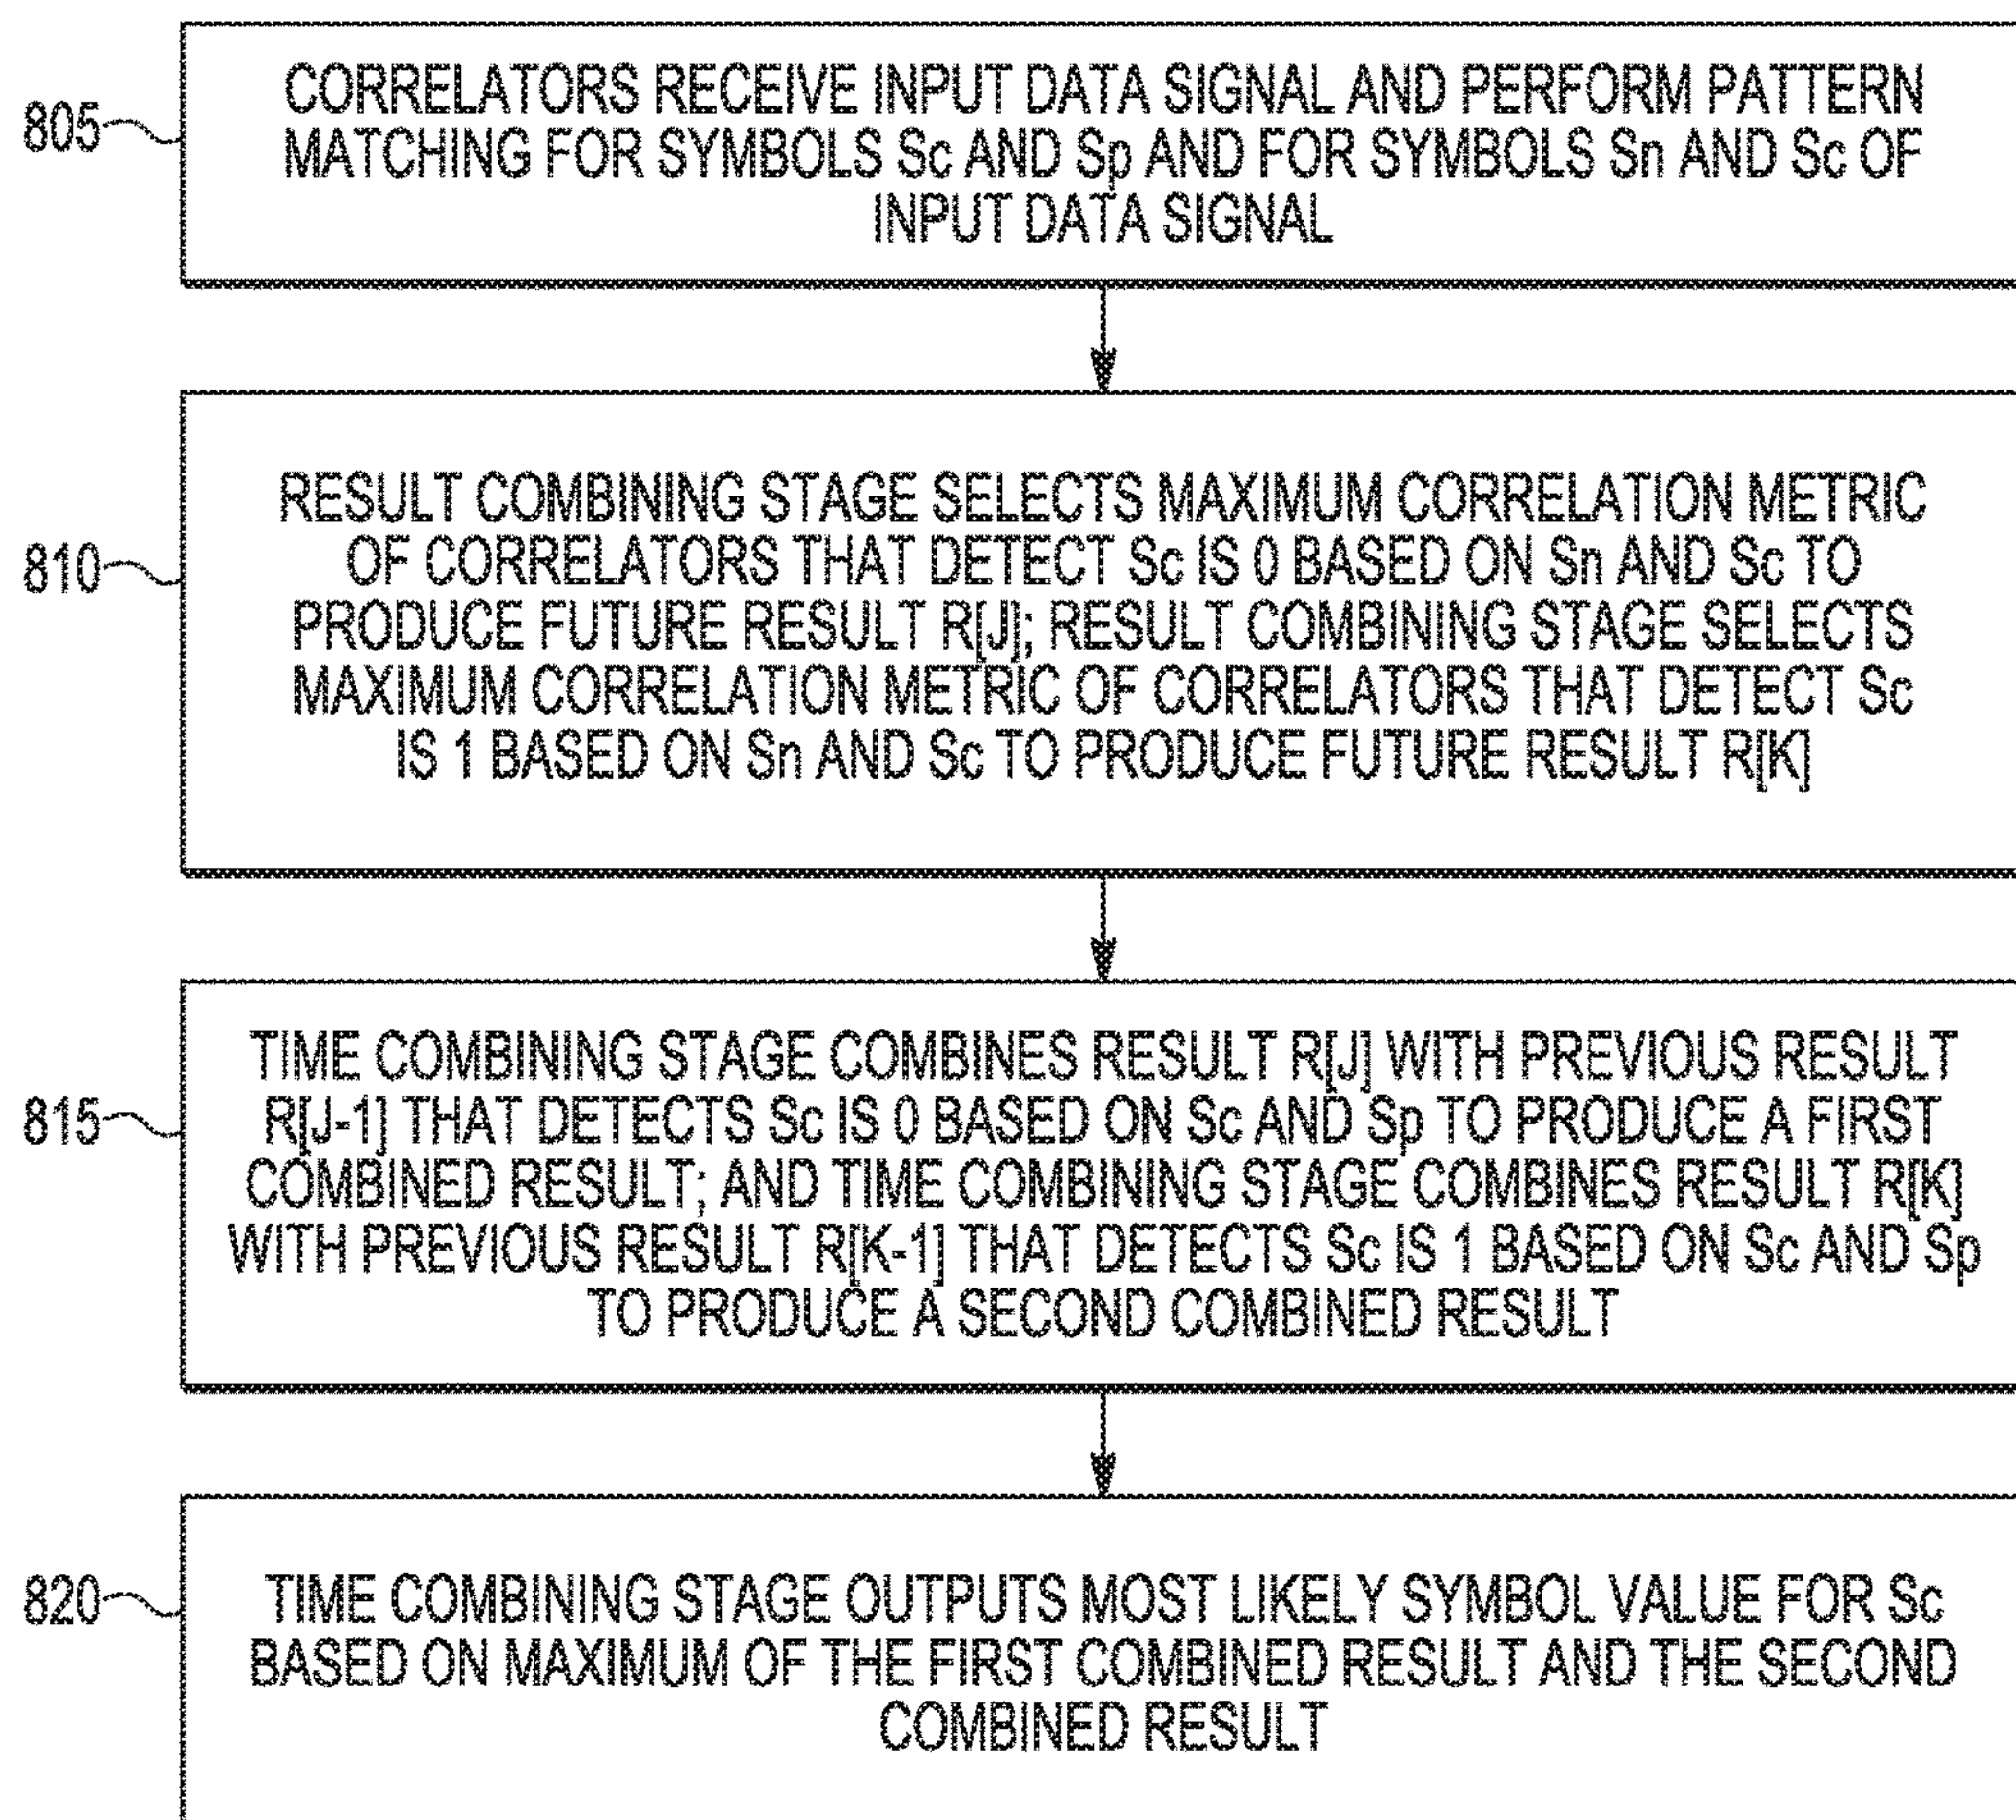 805
CORRELATORS RECEIVE INPUT DATA SIGNAL AND PERFORM PATTERN
MATCHING FOR SYMBOLS Sc AND Sp AND FOR SYMBOLS Sn AND Sc OF
INPUT DATA SIGNAL
810
RESULT COMBINING STAGE SELECTS MAXIMUM CORRELATION METRIC
OF CORRELATORS THAT DETECT Sc IS 0 BASED ON Sn AND Sc TO
PRODUCE FUTURE RESULT R[J]; RESULT COMBINING STAGE SELECTS
MAXIMUM CORRELATION METRIC OF CORRELATORS THAT DETECT Sc
IS 1 BASED ON Sn AND Sc TO PRODUCE FUTURE RESULT R[K]
815
TIME COMBINING STAGE COMBINES RESULT R[J] WITH PREVIOUS RESULT
R[J-1] THAT DETECTS Sc IS 0 BASED ON Sc AND Sp TO PRODUCE A FIRST
COMBINED RESULT; AND TIME COMBINING STAGE COMBINES RESULT R[K]
WITH PREVIOUS RESULT R[K-1] THAT DETECTS Sc IS 1 BASED ON Sc AND Sp
TO PRODUCE A SECOND COMBINED RESULT
820
TIME COMBINING STAGE OUTPUTS MOST LIKELY SYMBOL VALUE FOR Sc
BASED ON MAXIMUM OF THE FIRST COMBINED RESULT AND THE SECOND
COMBINED RESULT